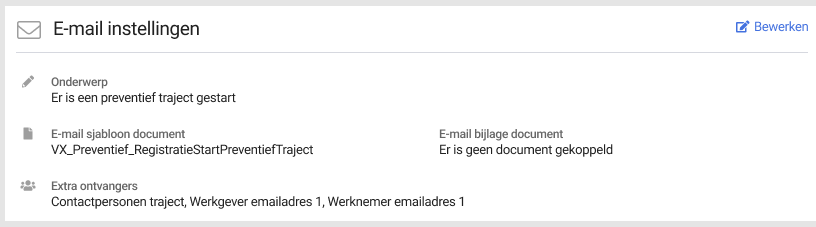 E-mail instellingen
Bewerken
Onderwerp
Er is een preventief traject gestart
E-mail sjabloon document
VX_Preventief_RegistratieStartPreventiefTraject
E-mail bijlage document
Er is geen document gekoppeld
Extra ontvangers
Contactpersonen traject, Werkgever emailadres 1, Werknemer emailadres 1